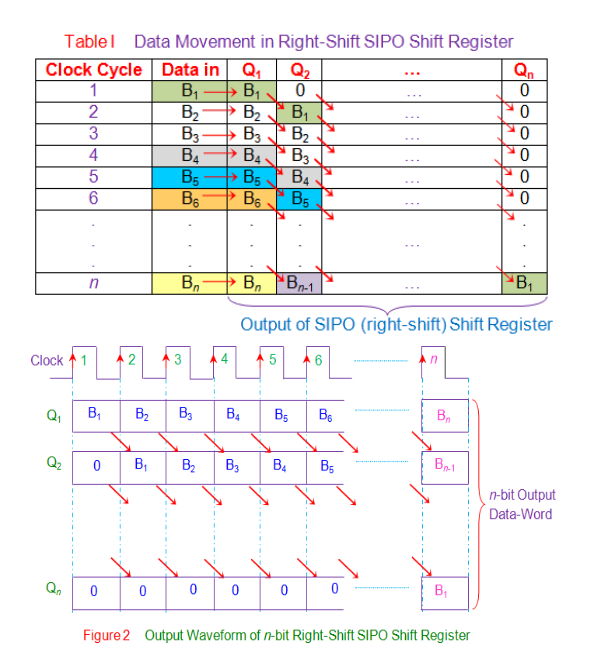 Table I Data Movement in Right-Shift SIPO Shift Register
Clock Cycle Data in Q1 Q2 ... Qn
1 B1 B1 0 ... 0
2 B2 B2 B1 ... 0
3 B3 B3 B2 ... 0
4 B4 B4 B3 ... 0
5 B5 B5 B4 ... 0
6 B6 B6 B5 ... 0
. . . . .
. . . . ... .
. . . . .
n Bn Bn Bn-1 ... B1
Output of SIPO (right-shift) Shift Register
Clock 1 2 3 4 5 6 n
Q1 B1 B2 B3 B4 B5 B6 Bn
Q2 0 B1 B2 B3 B4 B5 Bn-1
n-bit Output
Data-Word
Qn 0 0 0 0 0 0 B1
Figure 2 Output Waveform of n-bit Right-Shift SIPO Shift Register